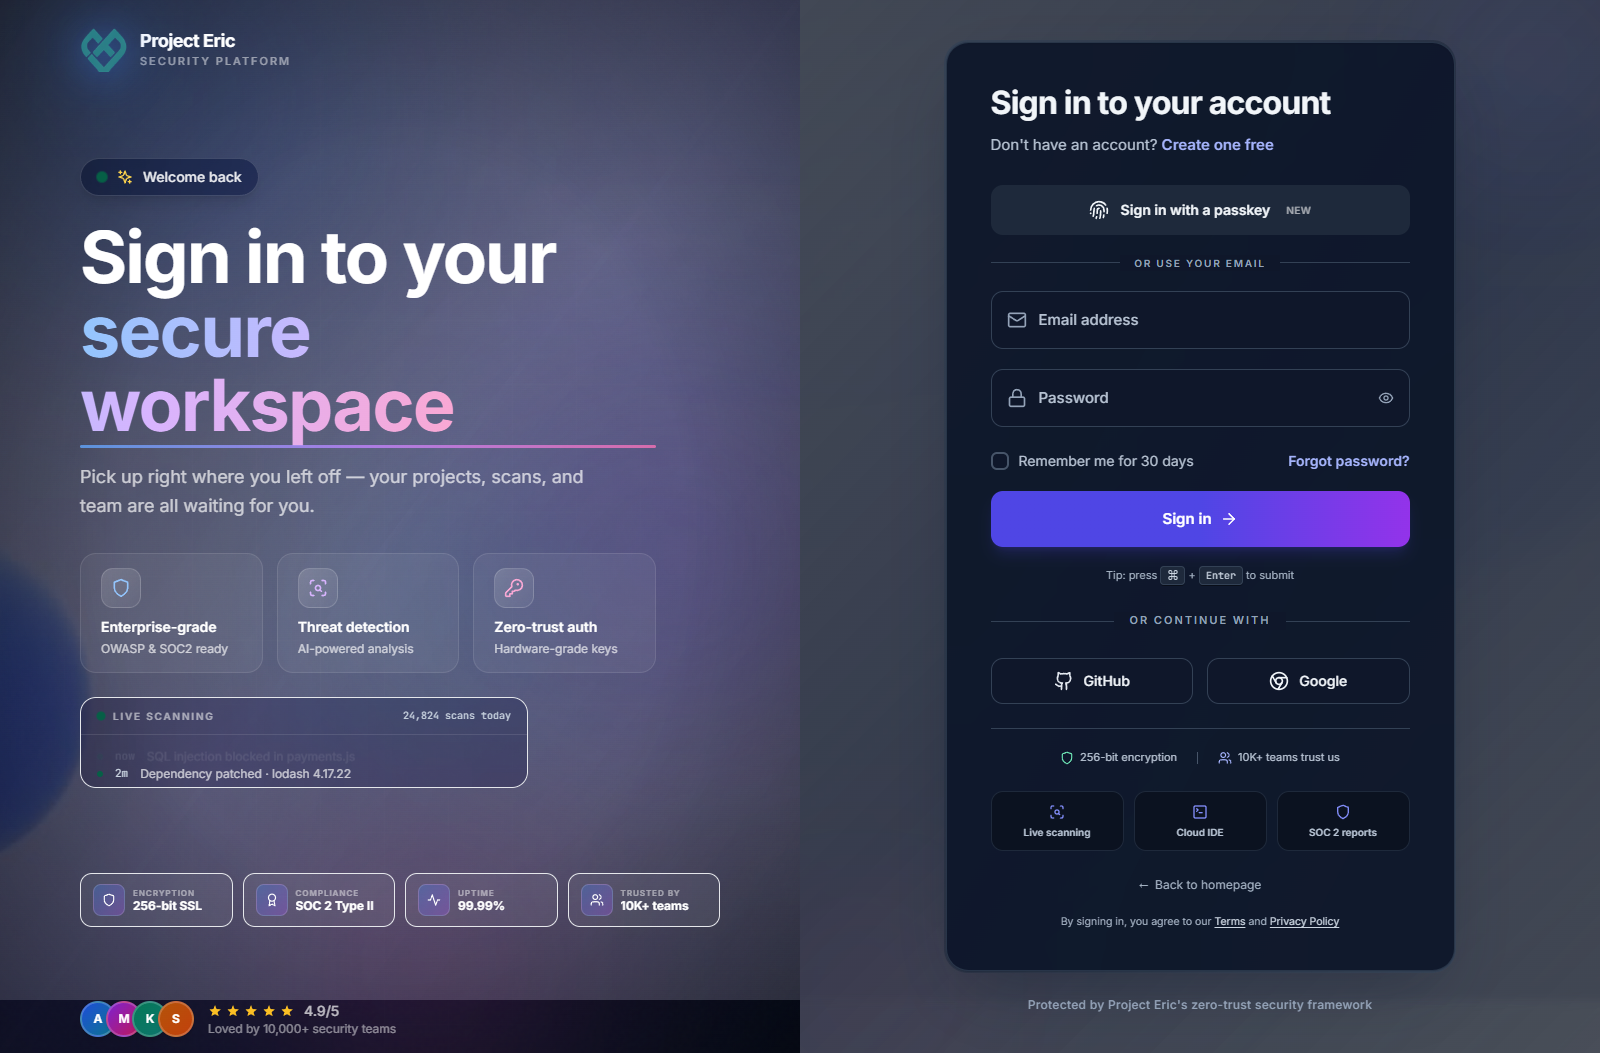 Project Eric
SECURITY PLATFORM
Welcome back
Sign in to your
secure
workspace
Pick up right where you left off — your projects, scans, and
team are all waiting for you.
Enterprise-grade
OWASP & SOC2 ready
Threat detection
AI-powered analysis
Zero-trust auth
Hardware-grade keys
LIVE SCANNING
24,824 scans today
now SQL injection blocked in payments.js
2m Dependency patched · lodash 4.17.22
ENCRYPTION
256-bit SSL
COMPLIANCE
SOC 2 Type II
UPTIME
99.99%
TRUSTED BY
10K+ teams
A M K S
4.9/5
Loved by 10,000+ security teams
Sign in to your account
Don't have an account? Create one free
Sign in with a passkey NEW
OR USE YOUR EMAIL
Email address
Password
Remember me for 30 days
Forgot password?
Sign in →
Tip: press ⌘ + Enter to submit
OR CONTINUE WITH
GitHub
Google
256-bit encryption
10K+ teams trust us
Live scanning
Cloud IDE
SOC 2 reports
← Back to homepage
By signing in, you agree to our Terms and Privacy Policy
Protected by Project Eric's zero-trust security framework